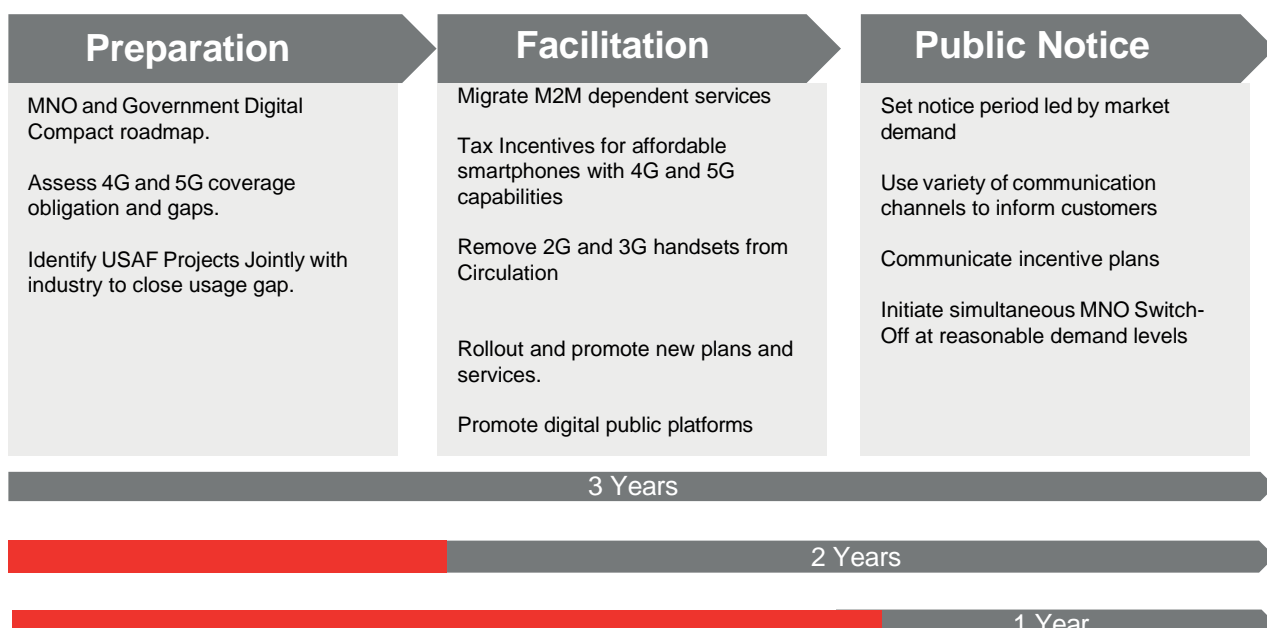 Preparation
MNO and Government Digital
Compact roadmap.
Assess 4G and 5G coverage
obligation and gaps.
Identify USAF Projects Jointly with
industry to close usage gap.
Facilitation
Migrate M2M dependent services
Tax Incentives for affordable
smartphones with 4G and 5G
capabilities
Remove 2G and 3G handsets from
Circulation
Rollout and promote new plans and
services.
Promote digital public platforms
Public Notice
Set notice period led by market
demand
Use variety of communication
channels to inform customers
Communicate incentive plans
Initiate simultaneous MNO Switch-
Off at reasonable demand levels
3 Years
2 Years
1 Year